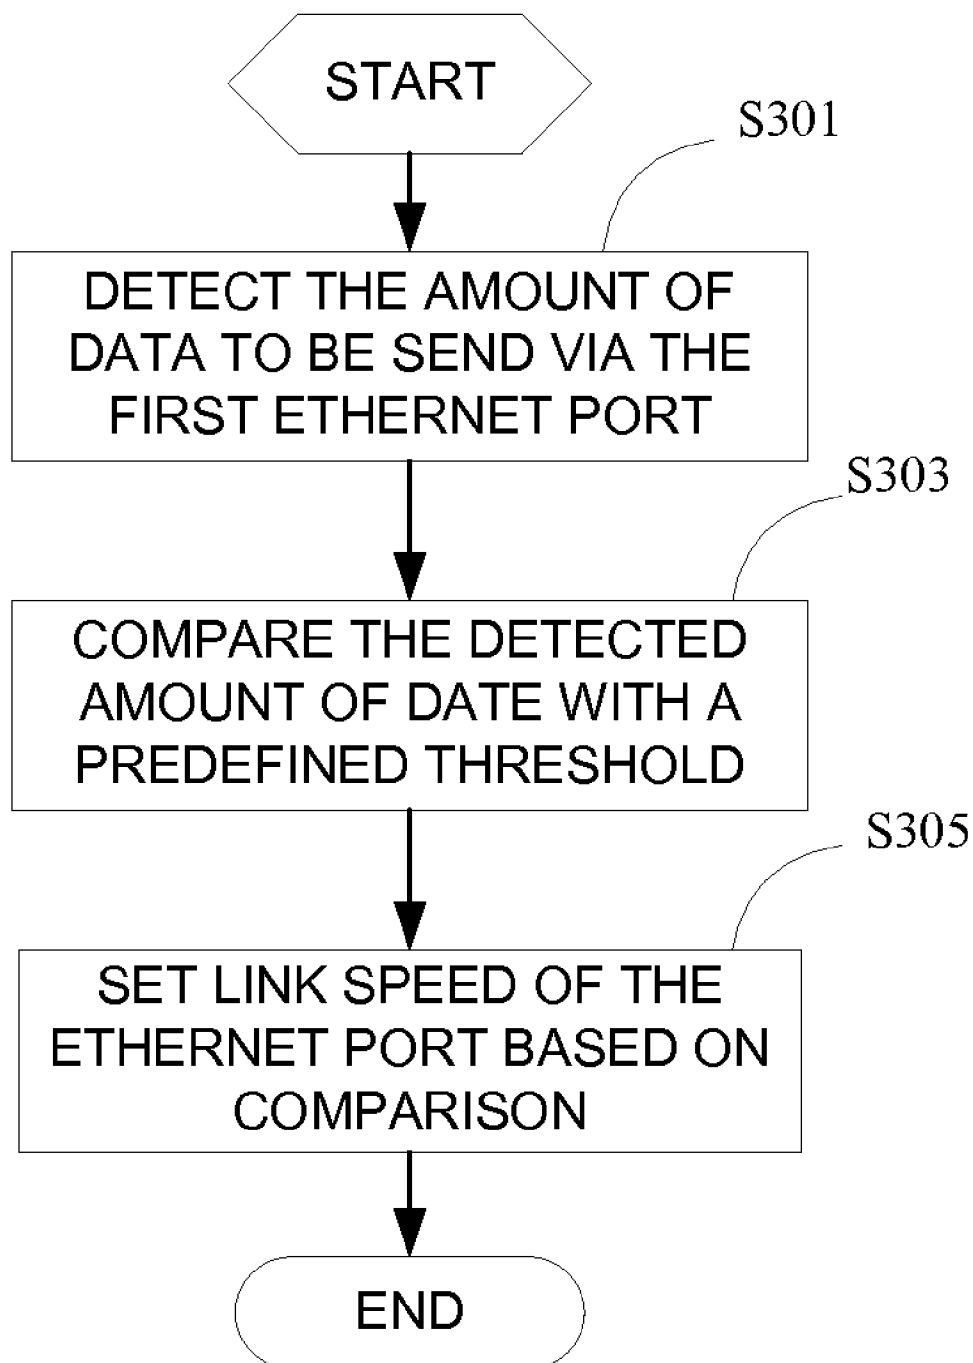 START
S301
DETECT THE AMOUNT OF
DATA TO BE SEND VIA THE
FIRST ETHERNET PORT
S303
COMPARE THE DETECTED
AMOUNT OF DATE WITH A
PREDEFINED THRESHOLD
S305
SET LINK SPEED OF THE
ETHERNET PORT BASED ON
COMPARISON
END